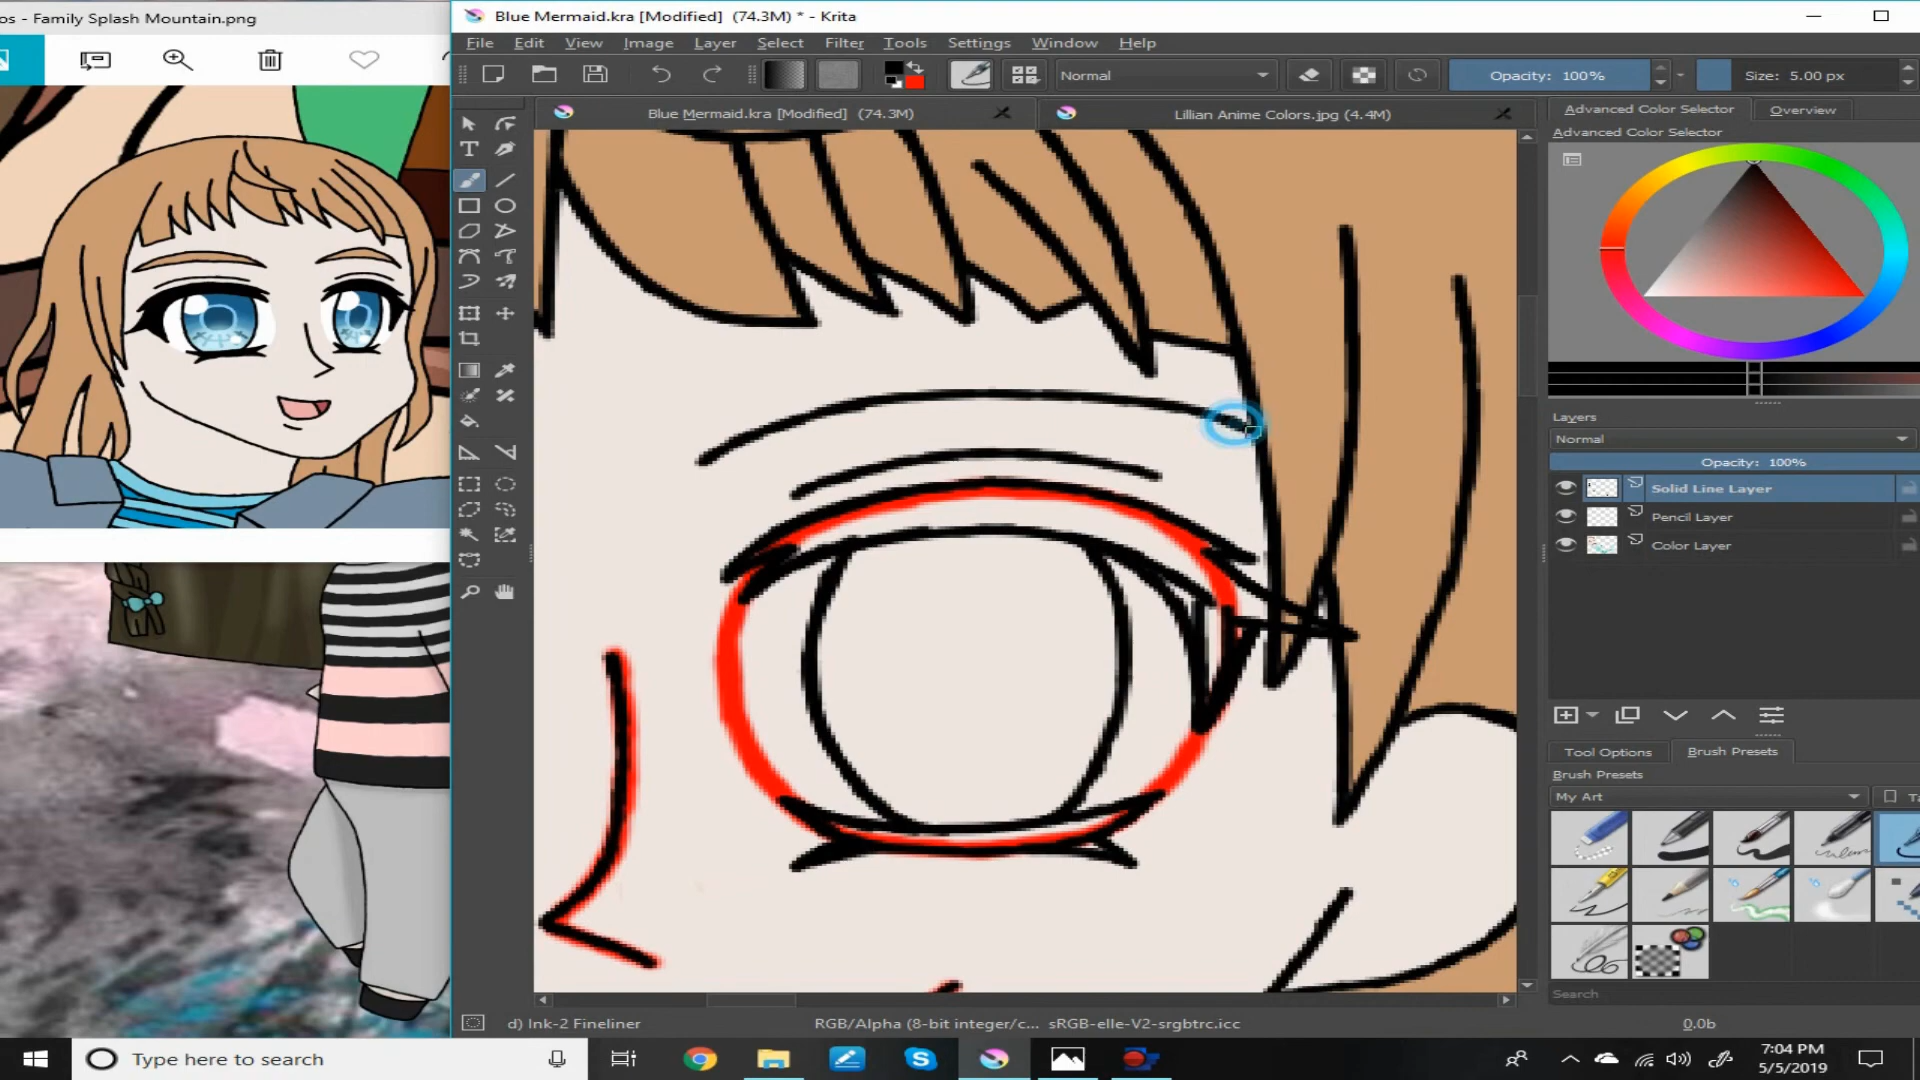 os - Family Splash Mountain.png
Blue Mermaid.kra [Modified] (74.3M) * - Krita
File Edit View Image Layer Select Filter Tools Settings Window Help
Normal
Opacity: 100%
Size: 5.00 px
Blue Mermaid.kra [Modified] (74.3M)
Lillian Anime Colors.jpg (4.4M)
Advanced Color Selector
Overview
Advanced Color Selector
Layers
Normal
Opacity: 100%
Solid Line Layer
Pencil Layer
Color Layer
Tool Options
Brush Presets
Brush Presets
My Art
Ta
Search
d) Ink-2 Fineliner
RGB/Alpha (8-bit integer/c... sRGB-elle-V2-srgbtrc.icc
0.0b
Type here to search
7:04 PM
5/5/2019